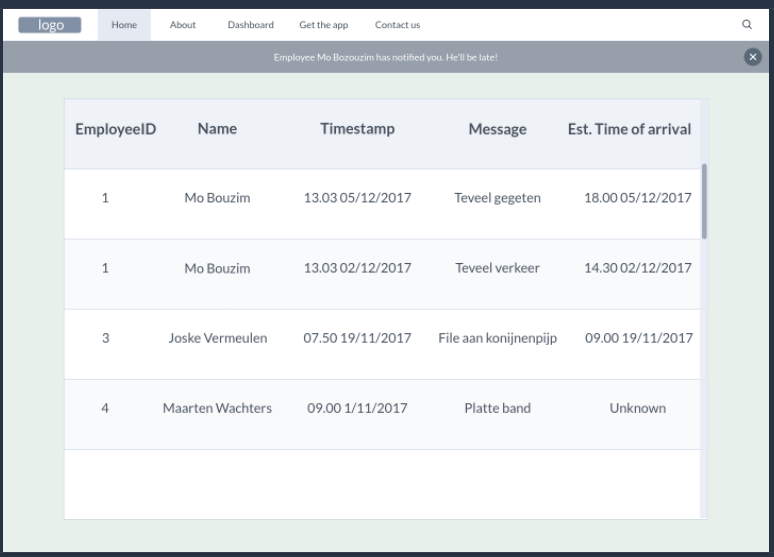 logo Home About Dashboard Get the app Contact us
Employee Mo Bozouzim has notified you. He'll be late!
EmployeeID Name Timestamp Message Est. Time of arrival
1 Mo Bouzim 13.03 05/12/2017 Teveel gegeten 18.00 05/12/2017
1 Mo Bouzim 13.03 02/12/2017 Teveel verkeer 14.30 02/12/2017
3 Joske Vermeulen 07.50 19/11/2017 File aan konijnenpijp 09.00 19/11/2017
4 Maarten Wachters 09.00 1/11/2017 Platte band Unknown